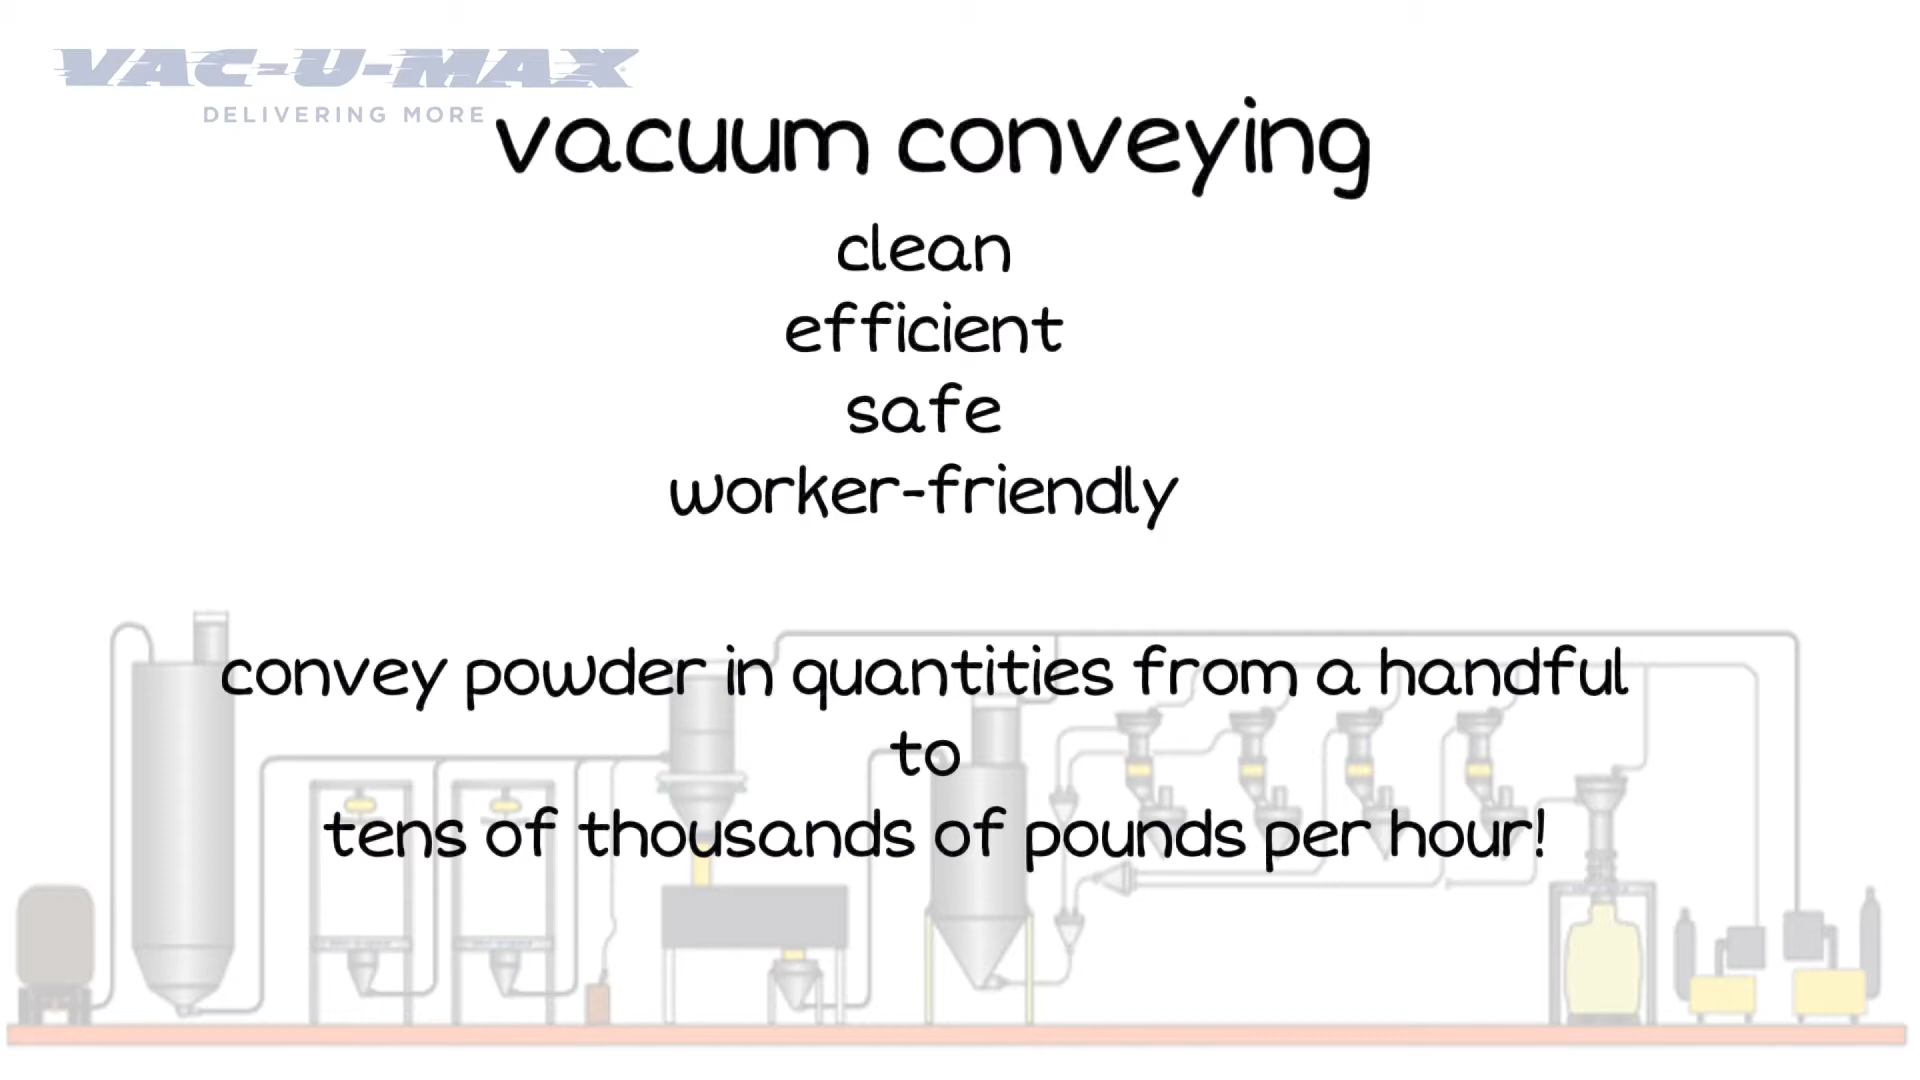 VAC-U-MAX
DELIVERING MORE
vacuum conveying
clean
efficient
safe
worker-friendly
convey powder in quantities from a handful
to
tens of thousands of pounds per hour!